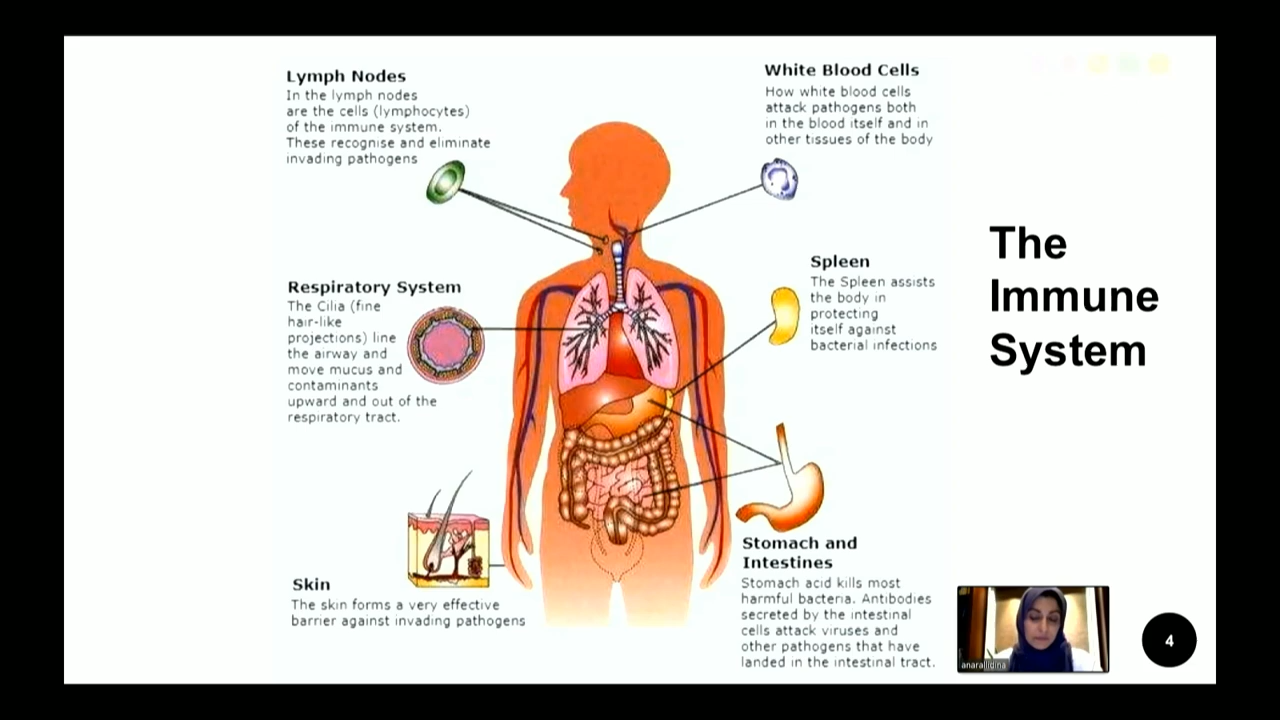 Lymph Nodes
In the lymph nodes
are the cells (lymphocytes)
of the immune system.
These recognise and eliminate
invading pathogens
White Blood Cells
How white blood cells
attack pathogens both
in the blood itself and in
other tissues of the body
The
Immune
System
Respiratory System
The Cilia (fine
hair-like
projections) line
the airway and
move mucus and
contaminants
upward and out of the
respiratory tract.
Spleen
The Spleen assists
the body in
protecting
itself against
bacterial infections
Skin
The skin forms a very effective
barrier against invading pathogens
Stomach and
Intestines
Stomach acid kills most
harmful bacteria. Antibodies
secreted by the intestinal
cells attack viruses and
other pathogens that have
landed in the intestinal tract.
4